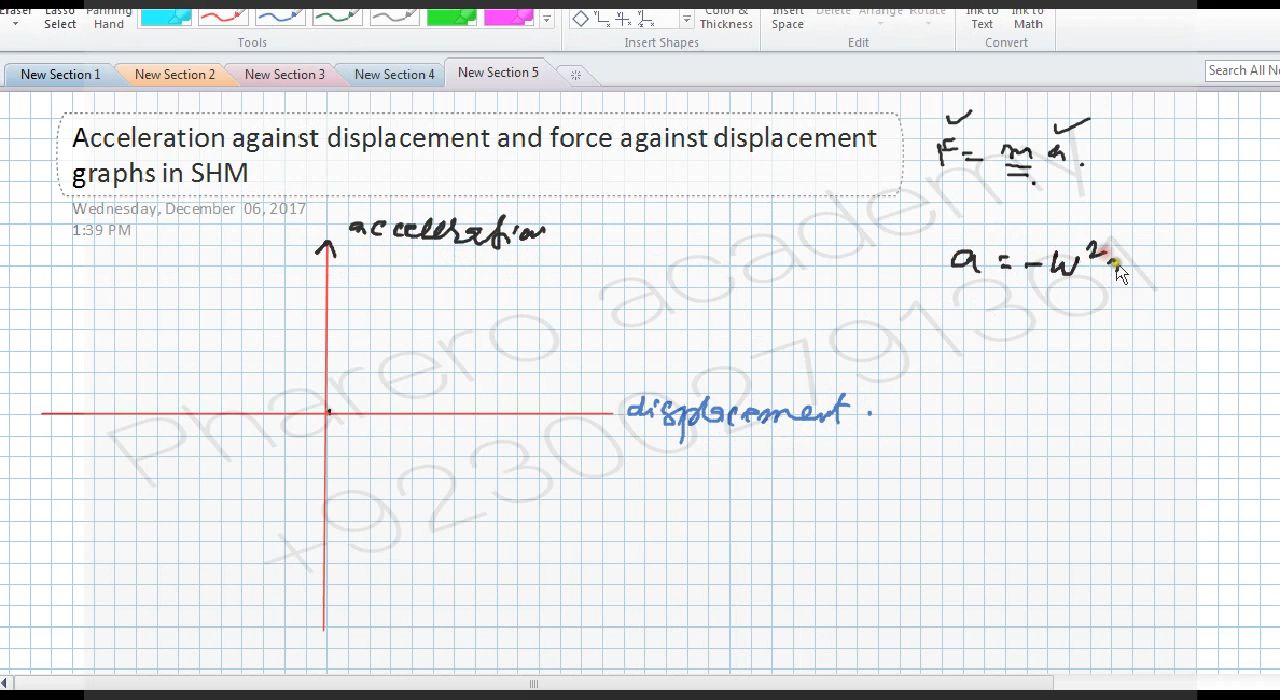 Eraser Lasso Select Panning Hand Color & Thickness Insert Space Delete Arrange Rotate Ink to Text Ink to Math
Tools Insert Shapes Edit Convert
New Section 1 New Section 2 New Section 3 New Section 4 New Section 5 Search All No
Acceleration against displacement and force against displacement
graphs in SHM
F = m a.
Wednesday, December 06, 2017
1:39 PM
acceleration
a = -w²
displacement.
Pharero academy
+923002791361